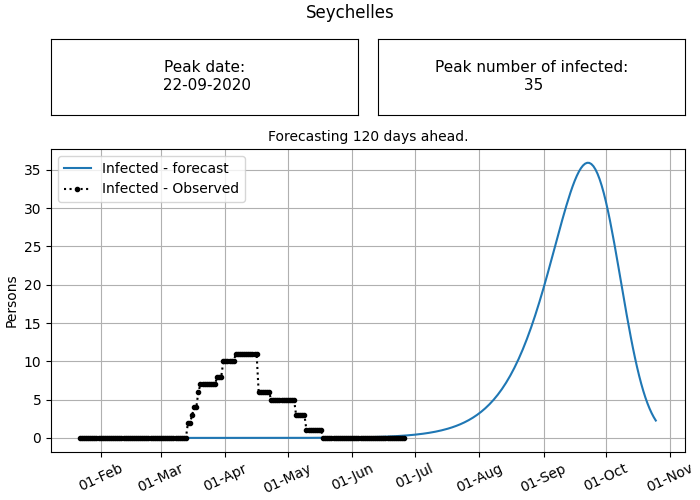 Seychelles
Peak date:
22-09-2020
Peak number of infected:
35
Forecasting 120 days ahead.
Infected - forecast
Infected - Observed
Persons
35
30
25
20
15
10
5
0
01-Feb
01-Mar
01-Apr
01-May
01-Jun
01-Jul
01-Aug
01-Sep
01-Oct
01-Nov